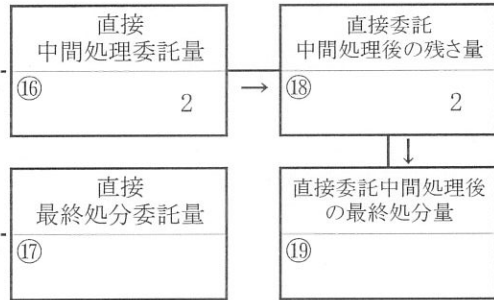 直接
中間処理委託量
⑯
2
→
直接委託
中間処理後の残さ量
⑱
2
↓
直接
最終処分委託量
⑰
直接委託中間処理後
の最終処分量
⑲